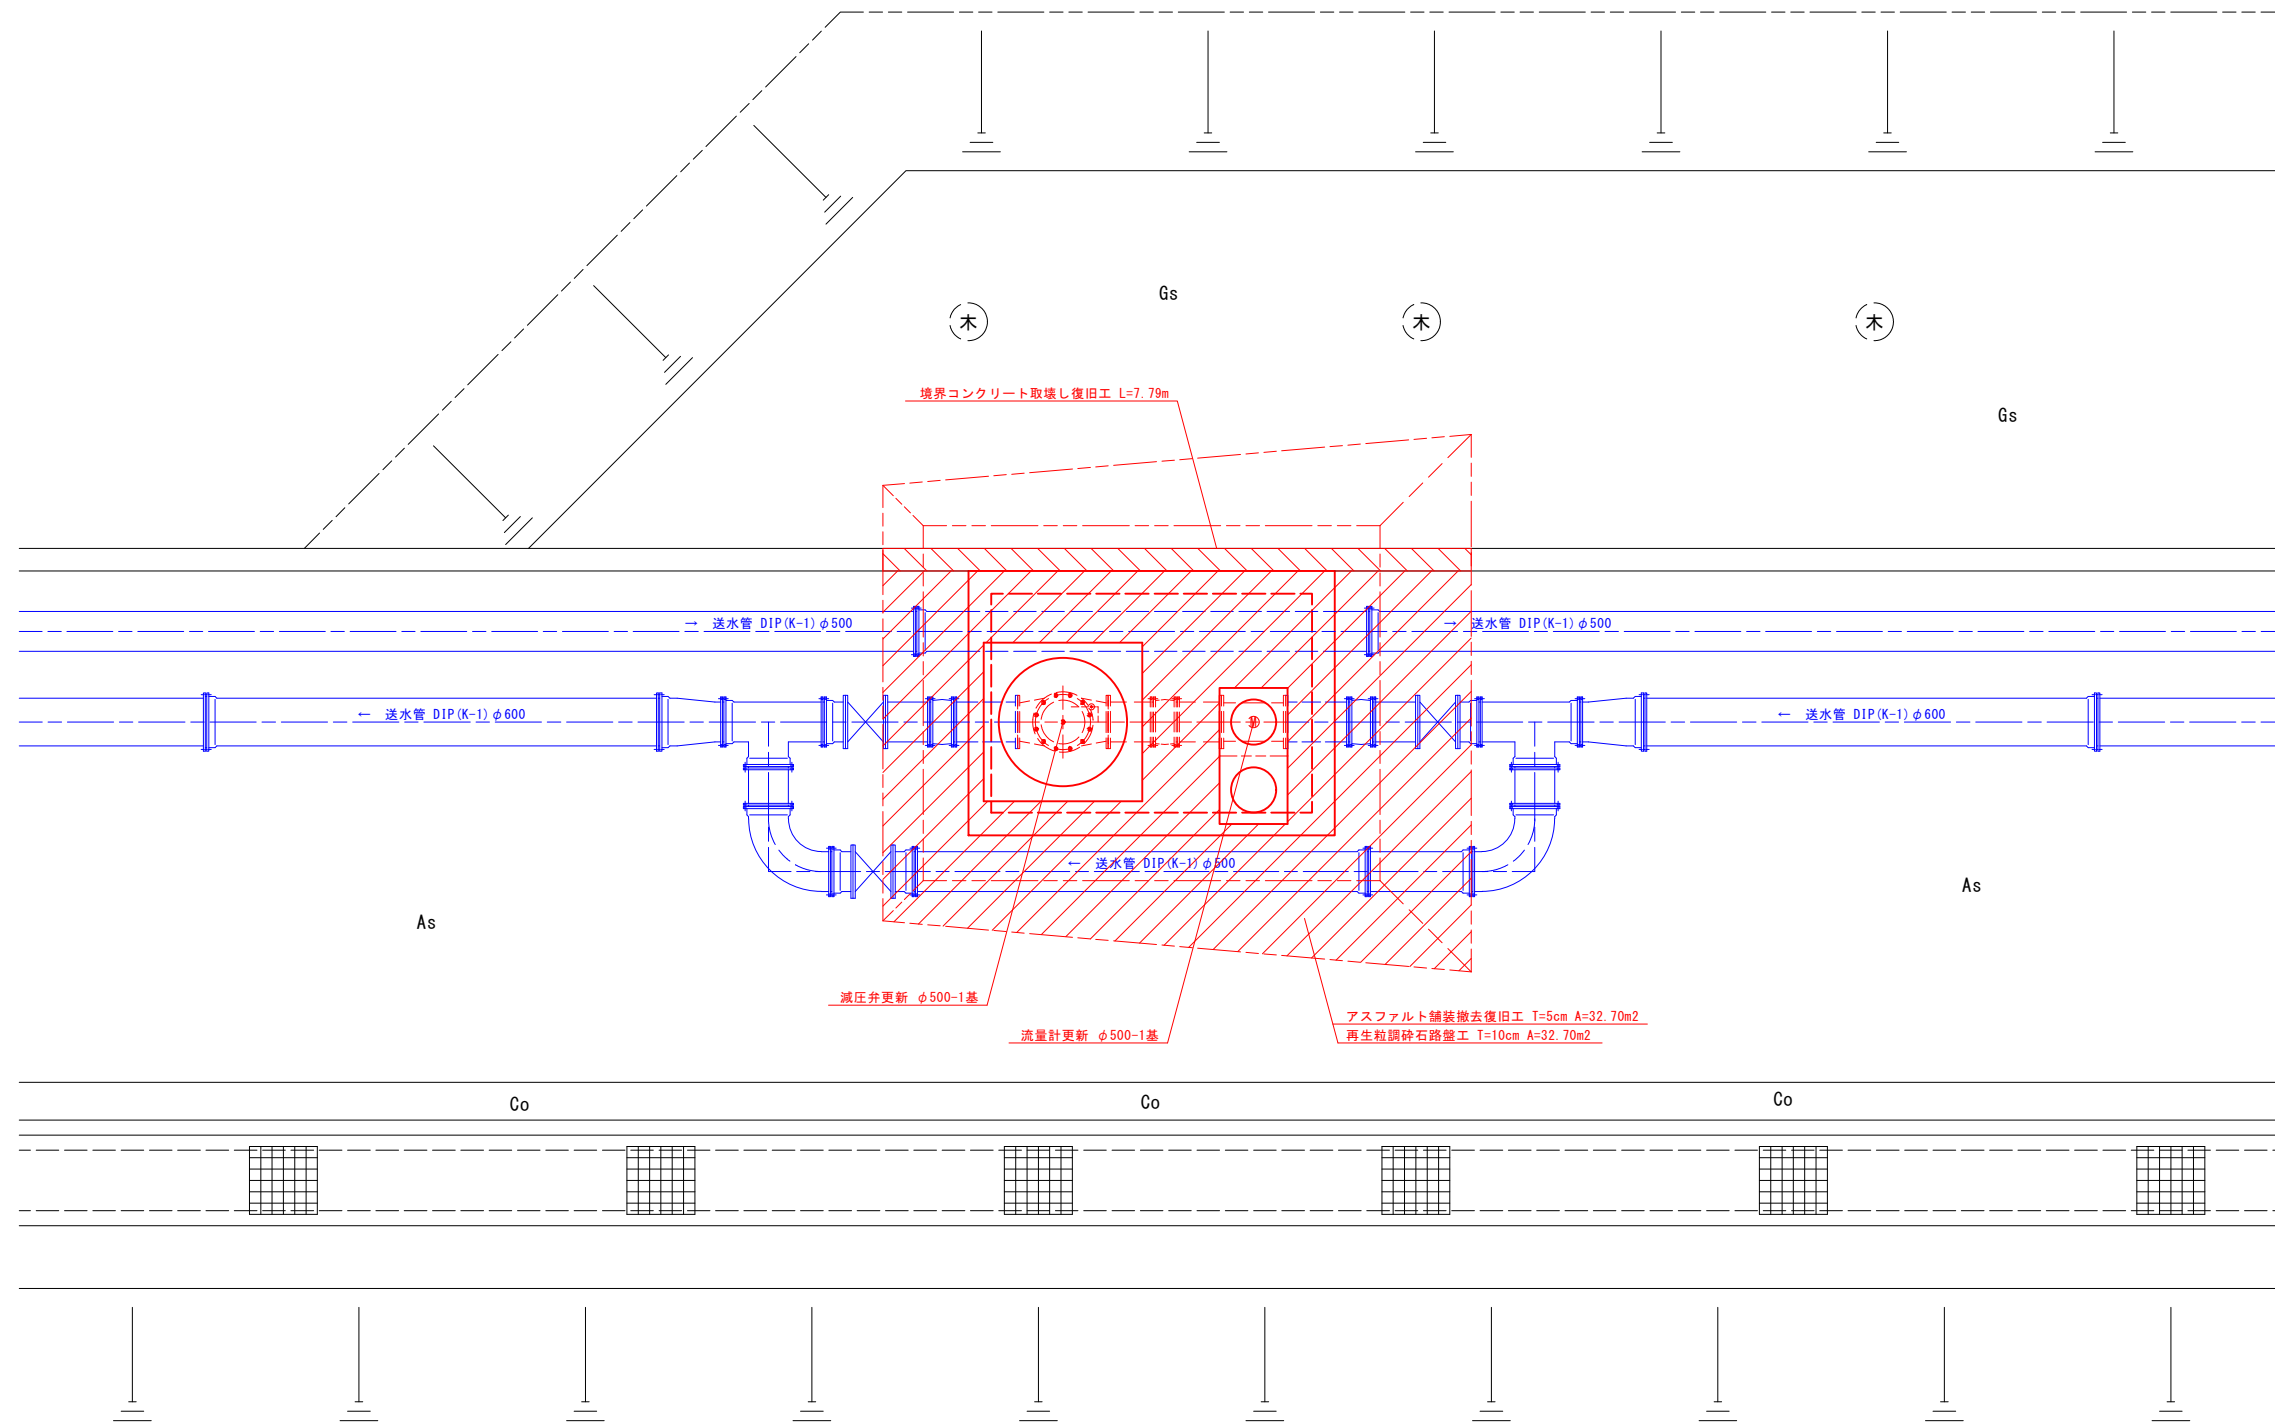 Gs
木
木
木
境界コンクリート取壊し復旧工 L=7.79m
Gs
→ 送水管 DIP(K-1)φ500
→ 送水管 DIP(K-1)φ500
← 送水管 DIP(K-1)φ600
← 送水管 DIP(K-1)φ600
← 送水管 DIP(K-1)φ500
As
As
減圧弁更新 φ500-1基
流量計更新 φ500-1基
アスファルト舗装撤去復旧工 T=5cm A=32.70m2
再生粒調砕石路盤工 T=10cm A=32.70m2
Co
Co
Co